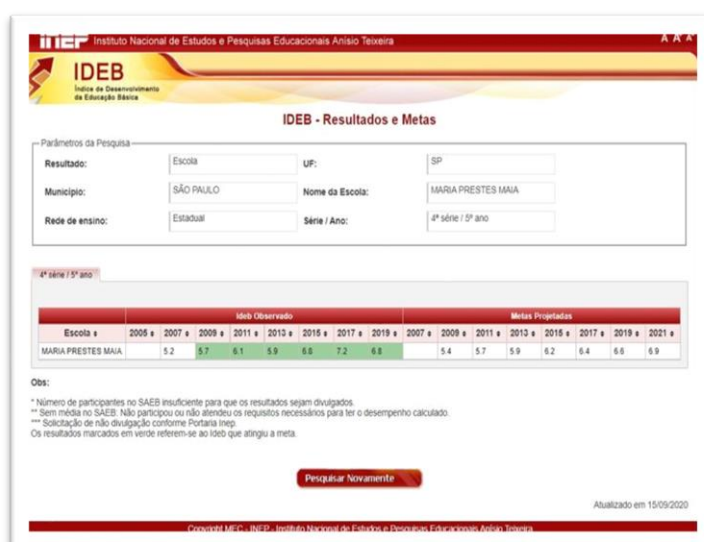 INEP Instituto Nacional de Estudos e Pesquisas Educacionais Anísio Teixeira A A A
IDEB
Índice de Desenvolvimento
da Educação Básica
IDEB - Resultados e Metas
Parâmetros da Pesquisa
Resultado: Escola UF: SP
Município: SÃO PAULO Nome da Escola: MARIA PRESTES MAIA
Rede de ensino: Estadual Série / Ano: 4ª série / 5º ano
4ª série / 5º ano
Ideb Observado Metas Projetadas
Escola 2005 2007 2009 2011 2013 2015 2017 2019 2007 2009 2011 2013 2015 2017 2019 2021
MARIA PRESTES MAIA 5.2 5.7 6.1 5.9 6.8 7.2 6.8 5.4 5.7 5.9 6.2 6.4 6.6 6.9
Obs:
* Número de participantes no SAEB insuficiente para que os resultados sejam divulgados.
** Sem média no SAEB: Não participou ou não atendeu os requisitos necessários para ter o desempenho calculado.
*** Solicitação de não divulgação conforme Portaria Inep.
Os resultados marcados em verde referem-se ao Ideb que atingiu a meta.
Pesquisar Novamente
Atualizado em 15/09/2020
Copyright MEC - INEP - Instituto Nacional de Estudos e Pesquisas Educacionais Anísio Teixeira